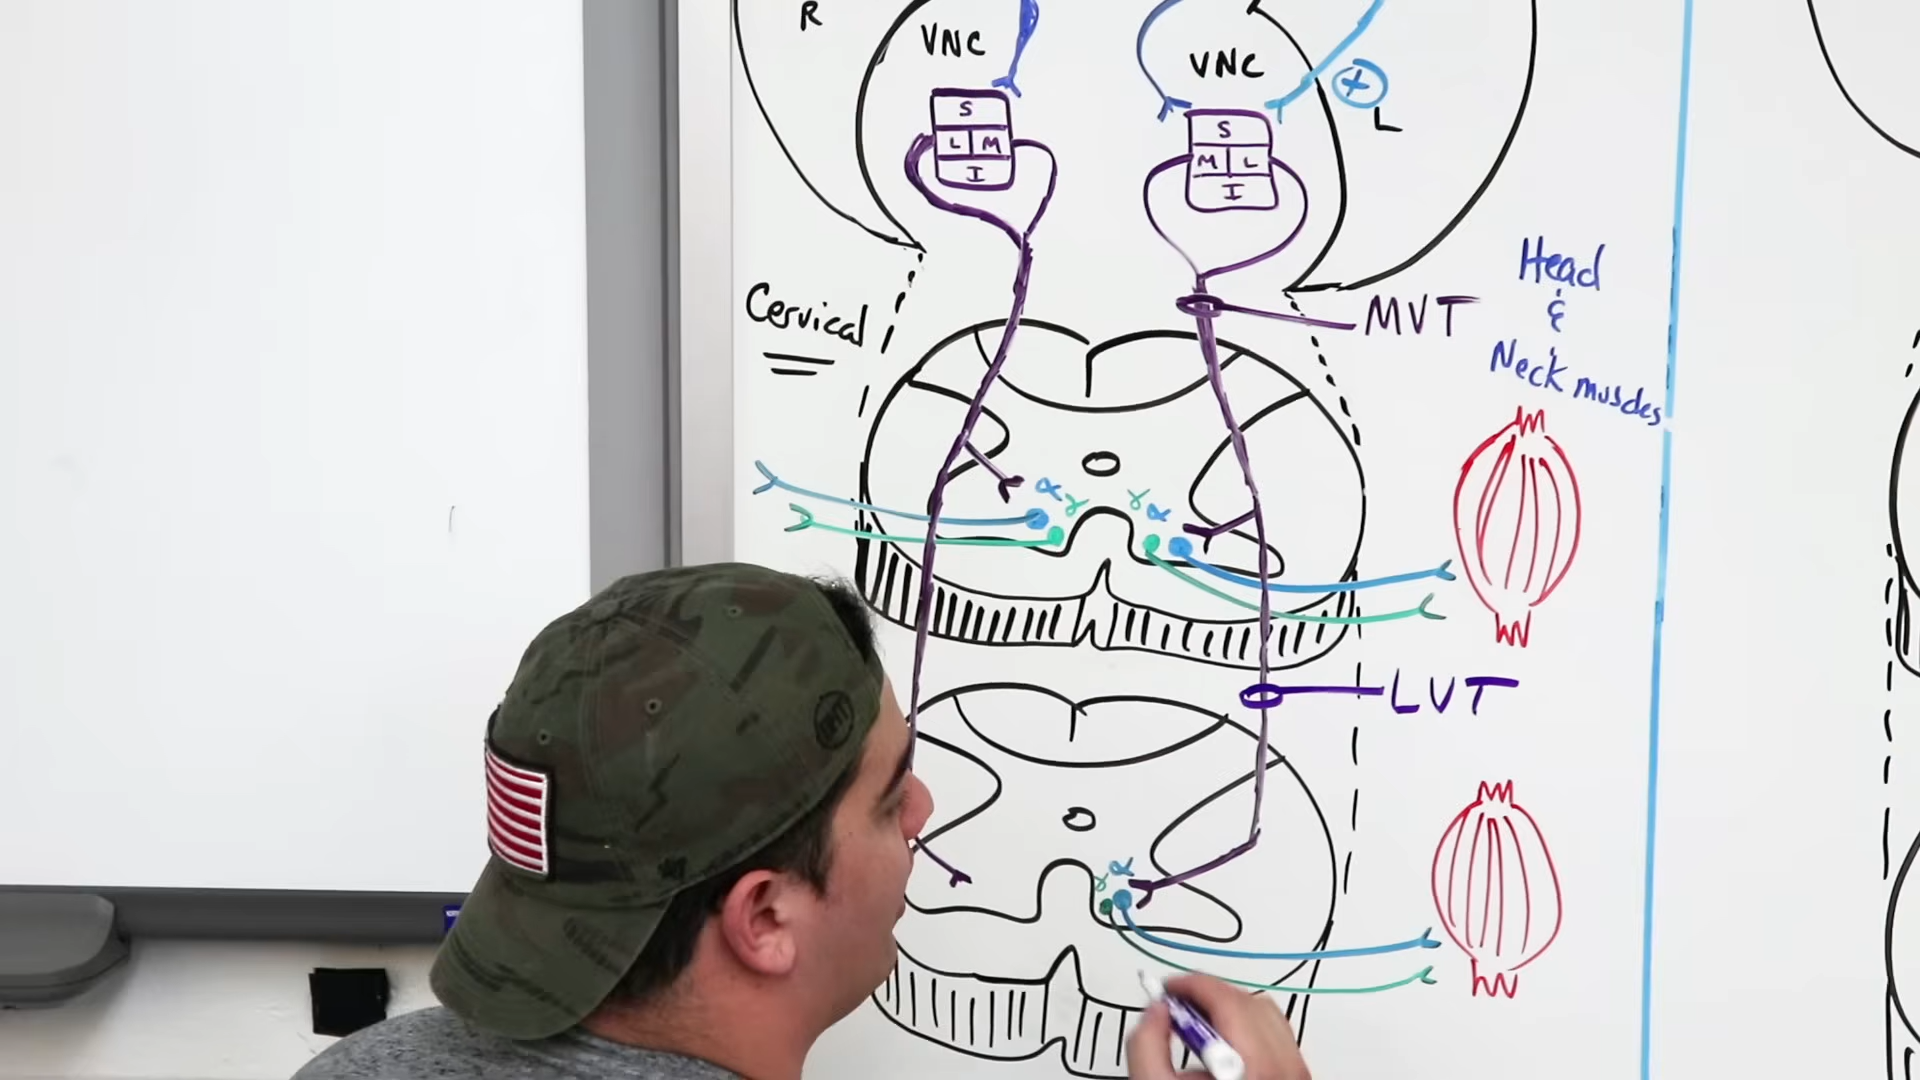 R
VNC
VNC
S
L M
I
S
M L
I
+
L
Cervical
MVT
Head
&
Neck muscles
α
γ
γ
α
LVT
α
γ